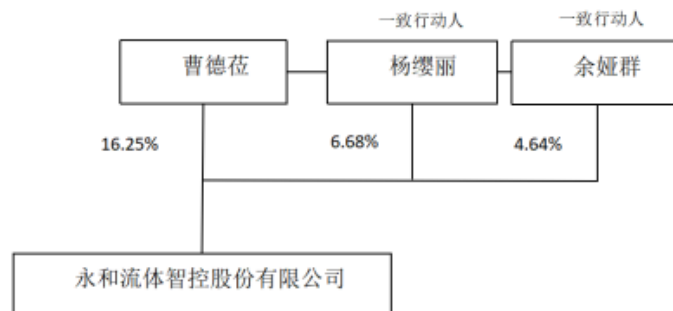 一致行动人 一致行动人
曹德莅 杨缨丽 余娅群
16.25% 6.68% 4.64%
永和流体智控股份有限公司